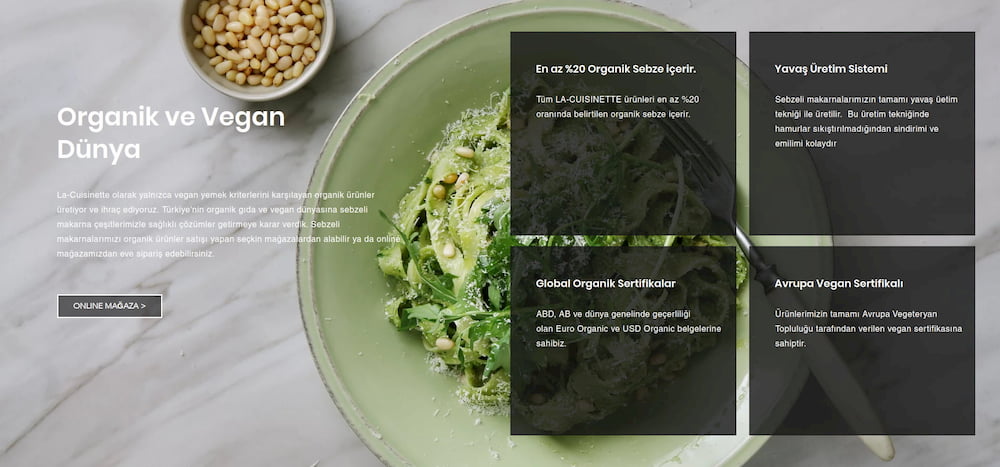 Organik ve Vegan
Dünya
La-Cuisinette olarak yalnızca vegan yemek kriterlerini karşılayan organik ürünler
üretiyor ve ihraç ediyoruz. Türkiye'nin organik gıda ve vegan dünyasına sebzeli
makarna çeşitlerimizle sağlıklı çözümler getirmeye karar verdik. Sebzeli
makarnalarımızı organik ürünler satışı yapan seçkin mağazalardan alabilir ya da online
mağazamızdan eve sipariş edebilirsiniz.
ONLINE MAĞAZA >
En az %20 Organik Sebze içerir.
Tüm LA-CUISINETTE ürünleri en az %20
oranında belirtilen organik sebze içerir.
Yavaş Üretim Sistemi
Sebzeli makarnalarımızın tamamı yavaş üetim
tekniği ile üretilir. Bu üretim tekniğinde
hamurlar sıkıştırılmadığından sindirimi ve
emilimi kolaydır
Global Organik Sertifikalar
ABD, AB ve dünya genelinde geçerliliği
olan Euro Organic ve USD Organic belgelerine
sahibiz.
Avrupa Vegan Sertifikalı
Ürünlerimizin tamamı Avrupa Vegeteryan
Topluluğu tarafından verilen vegan sertifikasına
sahiptir.